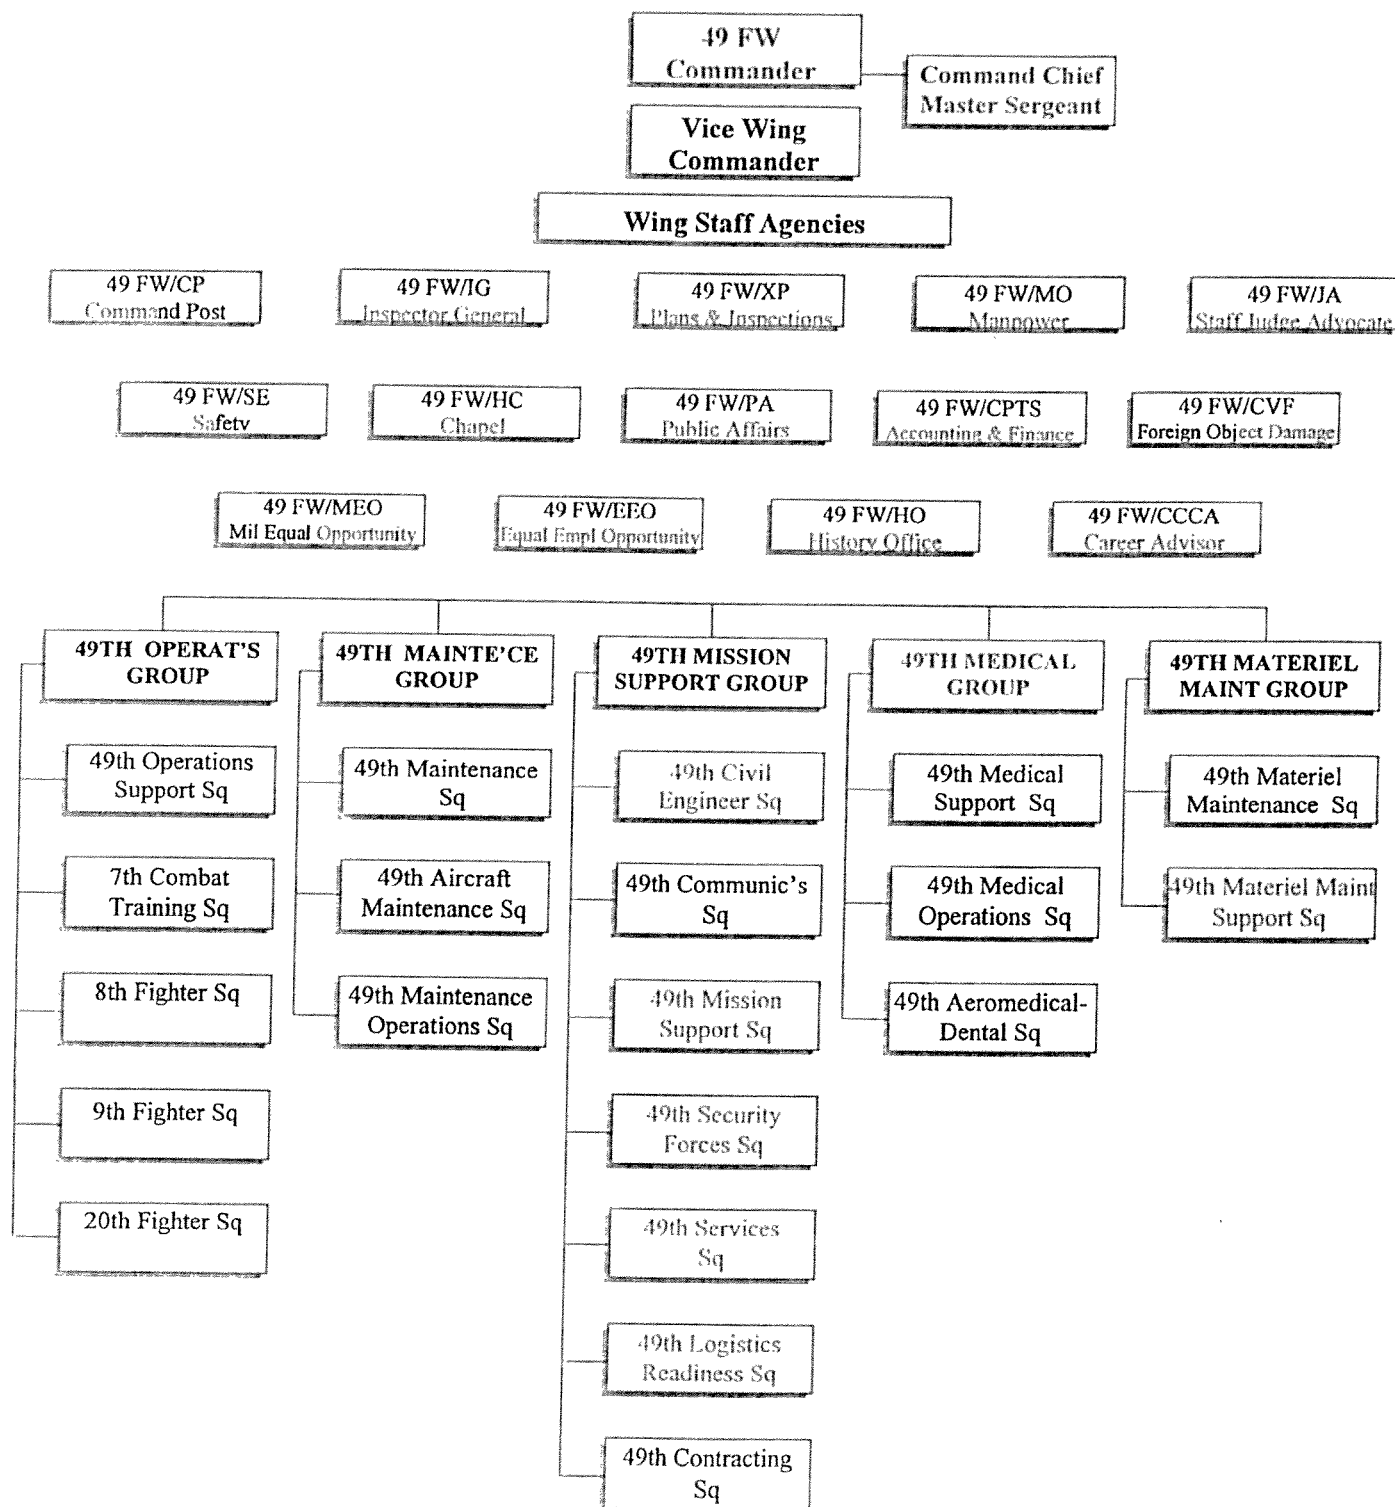 49 FW
Commander
Command Chief
Master Sergeant
Vice Wing
Commander
Wing Staff Agencies
49 FW/CP
Command Post
49 FW/IG
Inspector General
49 FW/XP
Plans & Inspections
49 FW/MO
Manpower
49 FW/JA
Staff Judge Advocate
49 FW/SE
Safety
49 FW/HC
Chapel
49 FW/PA
Public Affairs
49 FW/CPTS
Accounting & Finance
49 FW/CVF
Foreign Object Damage
49 FW/MEO
Mil Equal Opportunity
49 FW/EEO
Equal Empl Opportunity
49 FW/HO
History Office
49 FW/CCCA
Career Advisor
49TH OPERAT'S
GROUP
49th Operations
Support Sq
7th Combat
Training Sq
8th Fighter Sq
9th Fighter Sq
20th Fighter Sq
49TH MAINTE'CE
GROUP
49th Maintenance
Sq
49th Aircraft
Maintenance Sq
49th Maintenance
Operations Sq
49TH MISSION
SUPPORT GROUP
49th Civil
Engineer Sq
49th Communic's
Sq
49th Mission
Support Sq
49th Security
Forces Sq
49th Services
Sq
49th Logistics
Readiness Sq
49th Contracting
Sq
49TH MEDICAL
GROUP
49th Medical
Support Sq
49th Medical
Operations Sq
49th Aeromedical-
Dental Sq
49TH MATERIEL
MAINT GROUP
49th Materiel
Maintenance Sq
49th Materiel Maint
Support Sq